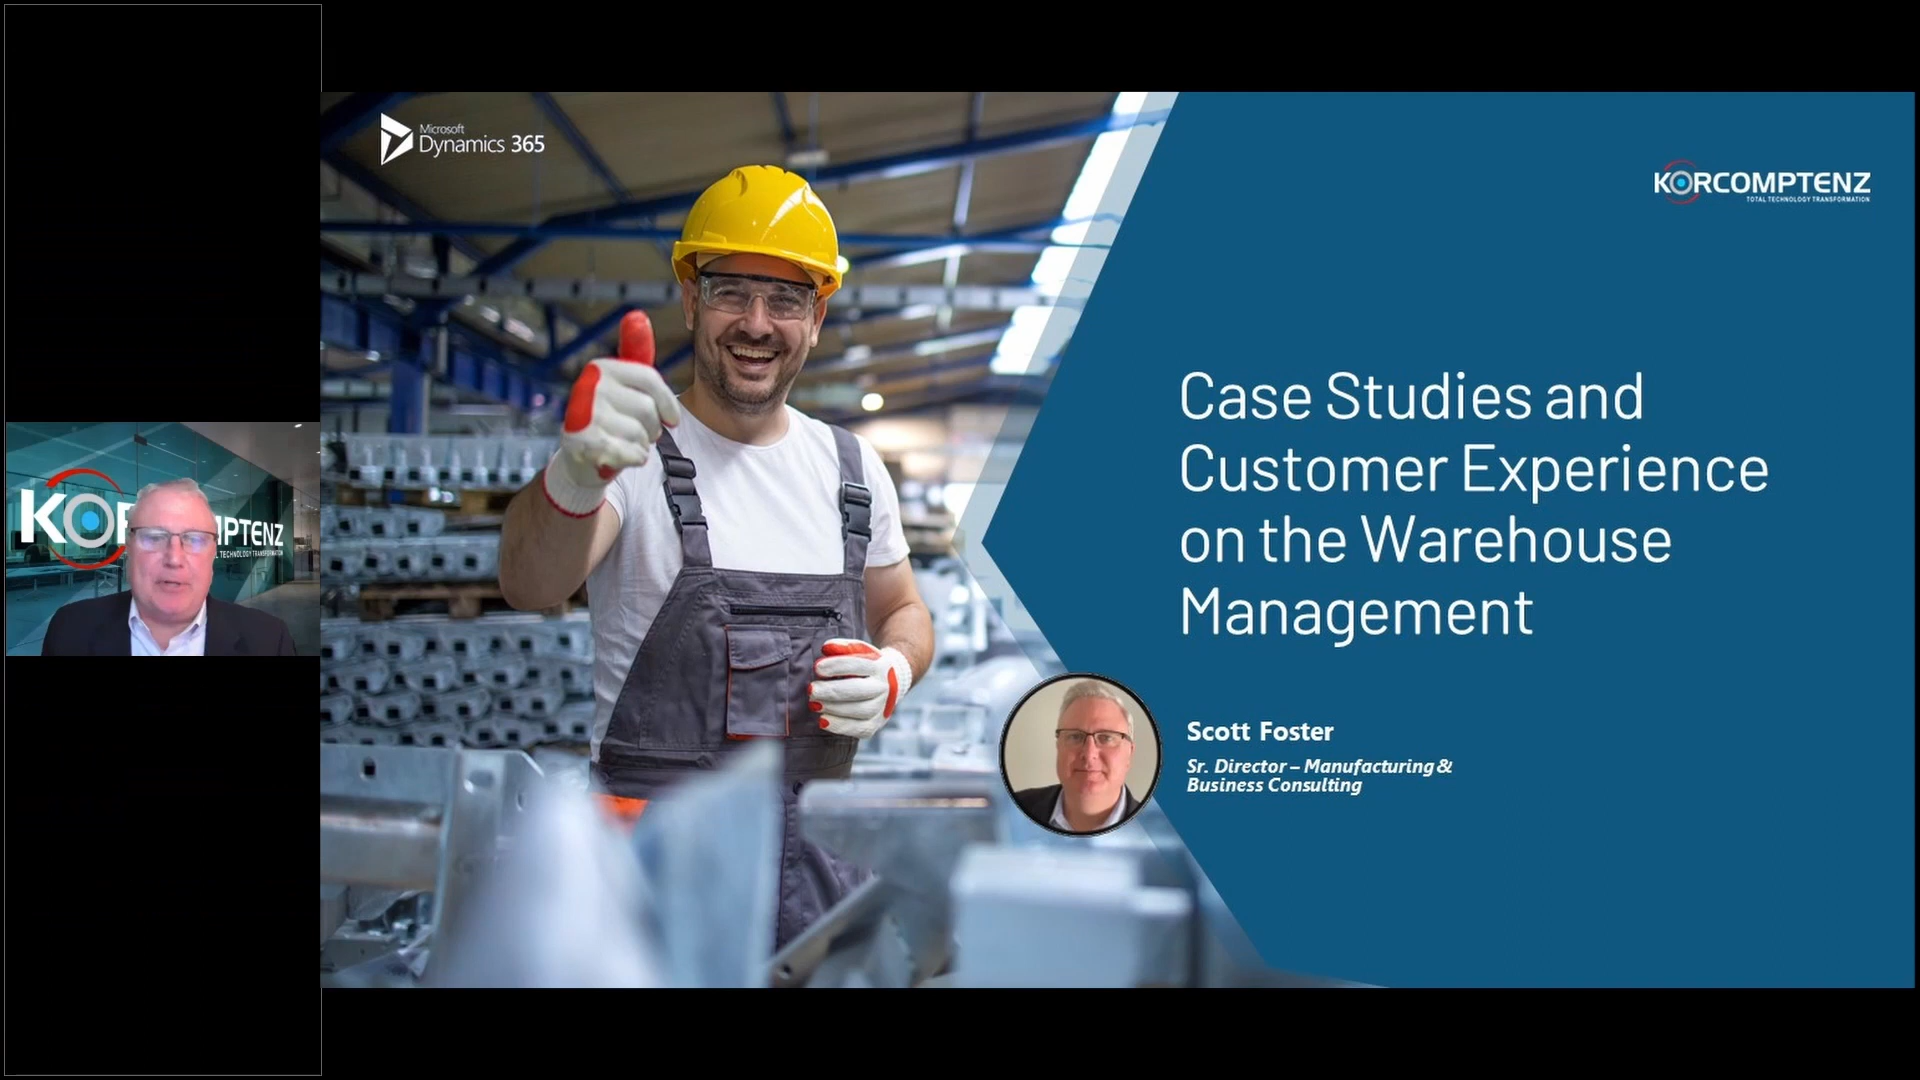 Microsoft
Dynamics 365
KORCOMPTENZ
TOTAL TECHNOLOGY TRANSFORMATION
Case Studies and
Customer Experience
on the Warehouse
Management
Scott Foster
Sr. Director – Manufacturing &
Business Consulting